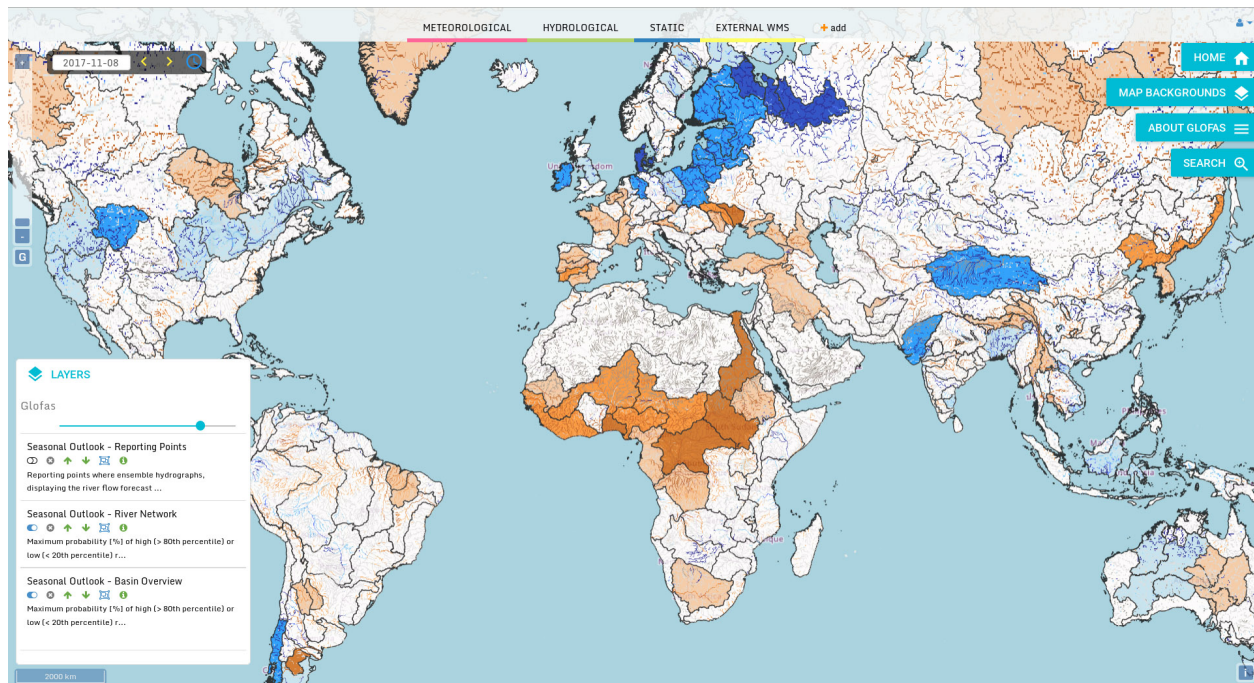 METEOROLOGICAL HYDROLOGICAL STATIC EXTERNAL WMS + add
2017-11-08
HOME
MAP BACKGROUNDS
ABOUT GLOFAS
SEARCH
+
-
G
LAYERS
Glofas
Seasonal Outlook - Reporting Points
Reporting points where ensemble hydrographs,
displaying the river flow forecast ...
Seasonal Outlook - River Network
Maximum probability [%] of high (> 80th percentile) or
low (< 20th percentile) r...
Seasonal Outlook - Basin Overview
Maximum probability [%] of high (> 80th percentile) or
low (< 20th percentile) r...
2000 km
i